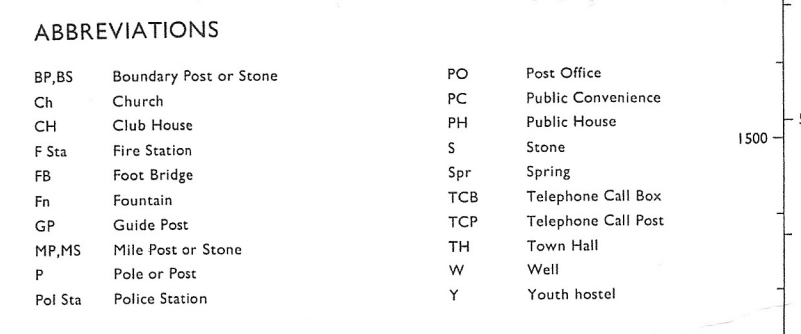 ABBREVIATIONS
BP,BS Boundary Post or Stone
Ch Church
CH Club House
F Sta Fire Station
FB Foot Bridge
Fn Fountain
GP Guide Post
MP,MS Mile Post or Stone
P Pole or Post
Pol Sta Police Station
PO Post Office
PC Public Convenience
PH Public House
S Stone
Spr Spring
TCB Telephone Call Box
TCP Telephone Call Post
TH Town Hall
W Well
Y Youth hostel
1500